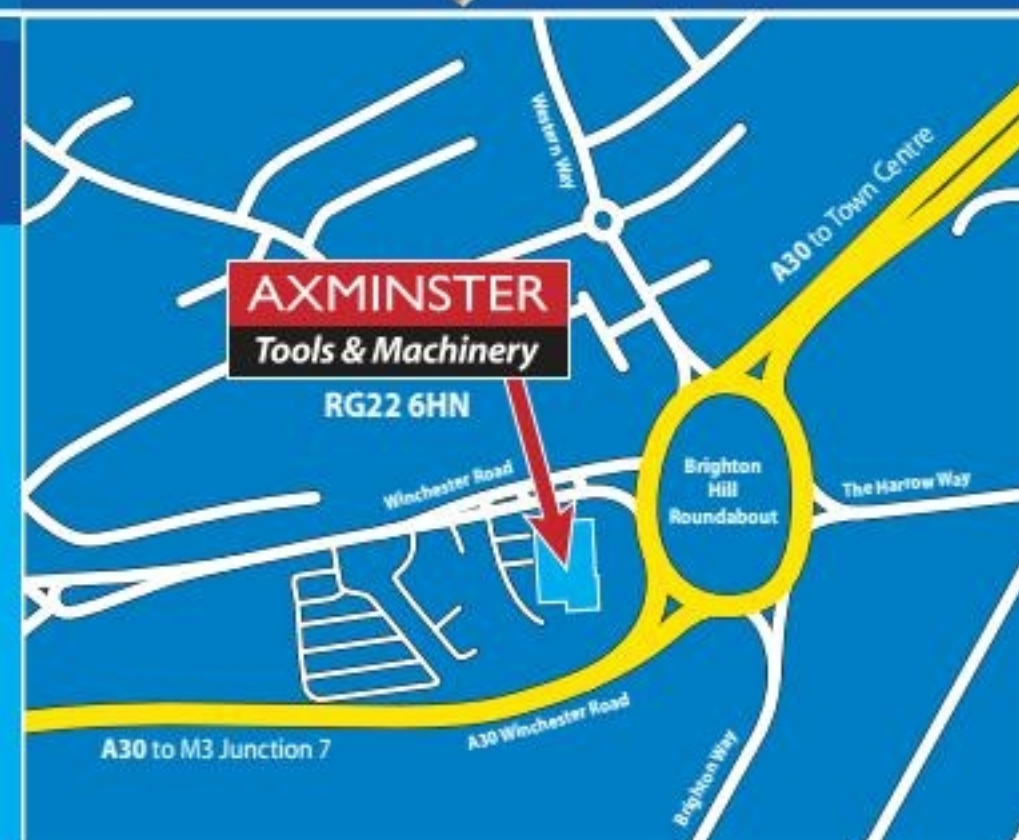 Western Way
A30 to Town Centre
AXMINSTER
Tools & Machinery
RG22 6HN
Winchester Road
Brighton
Hill
Roundabout
The Harrow Way
A30 Winchester Road
A30 to M3 Junction 7
Brighton Way